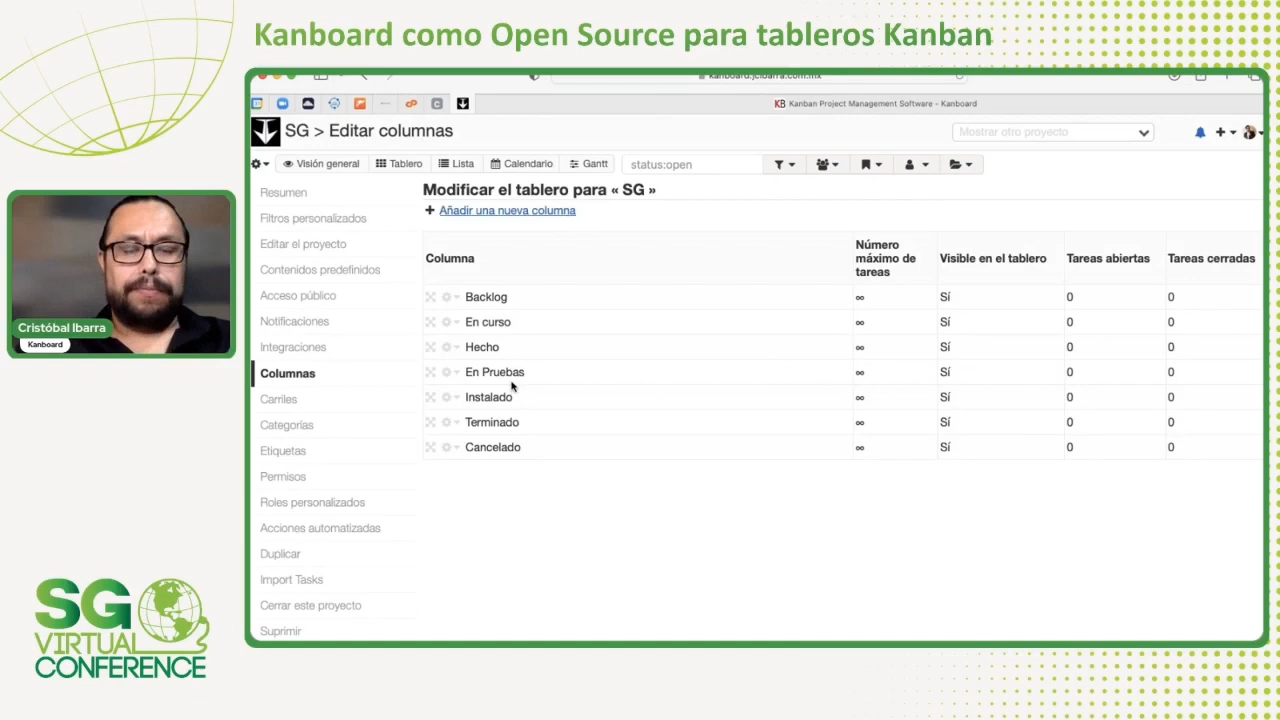 Kanboard como Open Source para tableros Kanban
kanboard.jcibarra.com.mx
KB Kanban Project Management Software - Kanboard
SG > Editar columnas
Mostrar otro proyecto
Visión general
Tablero
Lista
Calendario
Gantt
status:open
Resumen
Filtros personalizados
Editar el proyecto
Contenidos predefinidos
Acceso público
Notificaciones
Integraciones
Columnas
Carriles
Categorías
Etiquetas
Permisos
Roles personalizados
Acciones automatizadas
Duplicar
Import Tasks
Cerrar este proyecto
Suprimir
Modificar el tablero para « SG »
+ Añadir una nueva columna
Columna Número máximo de tareas Visible en el tablero Tareas abiertas Tareas cerradas
Backlog ∞ Sí 0 0
En curso ∞ Sí 0 0
Hecho ∞ Sí 0 0
En Pruebas ∞ Sí 0 0
Instalado ∞ Sí 0 0
Terminado ∞ Sí 0 0
Cancelado ∞ Sí 0 0
Cristóbal Ibarra
Kanboard
SG
VIRTUAL
CONFERENCE